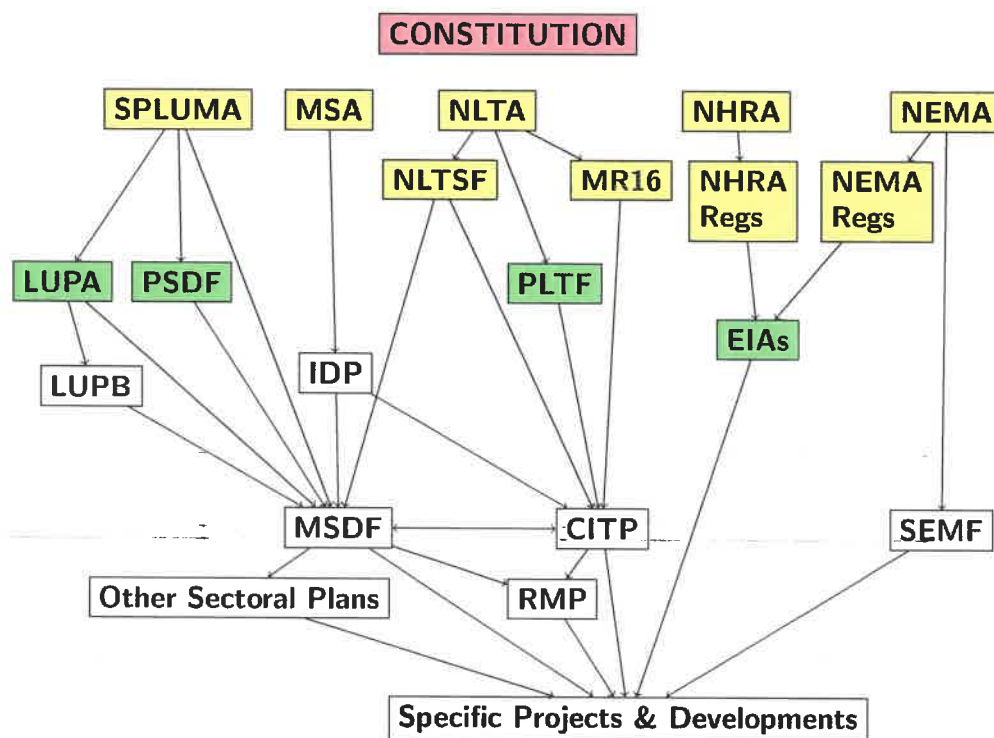 CONSTITUTION
SPLUMA
MSA
NLTA
NHRA
NEMA
NLTSF
MR16
NHRA
Regs
NEMA
Regs
LUPA
PSDF
PLTF
EIAs
LUPB
IDP
MSDF
CITP
SEMF
Other Sectoral Plans
RMP
Specific Projects & Developments